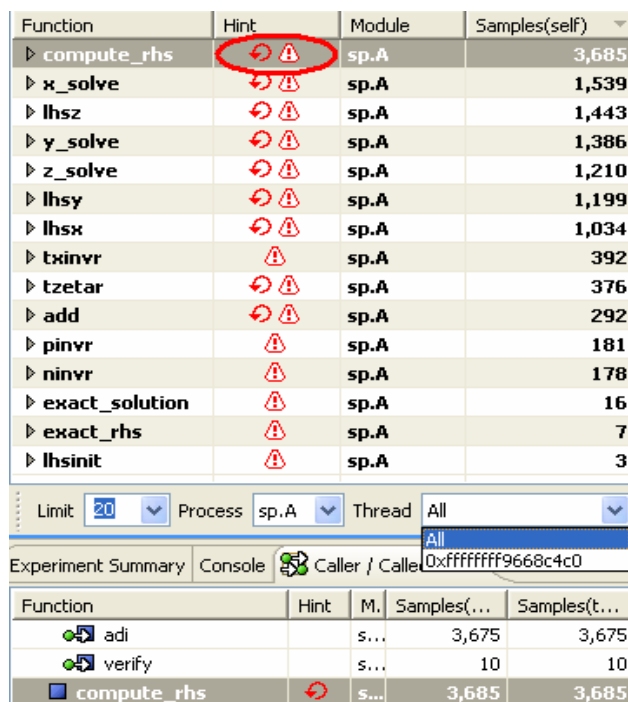 Function Hint Module Samples(self)
compute_rhs sp.A 3,685
x_solve sp.A 1,539
lhsz sp.A 1,443
y_solve sp.A 1,386
z_solve sp.A 1,210
lhsy sp.A 1,199
lhsx sp.A 1,034
txinvr sp.A 392
tzetar sp.A 376
add sp.A 292
pinvr sp.A 181
ninvr sp.A 178
exact_solution sp.A 16
exact_rhs sp.A 7
lhsinit sp.A 3
Limit 20 Process sp.A Thread All
All
0xffffffff9668c4c0
Experiment Summary Console Caller / Calle
Function Hint M. Samples(... Samples(t...
adi s... 3,675 3,675
verify s... 10 10
compute_rhs s... 3,685 3,685